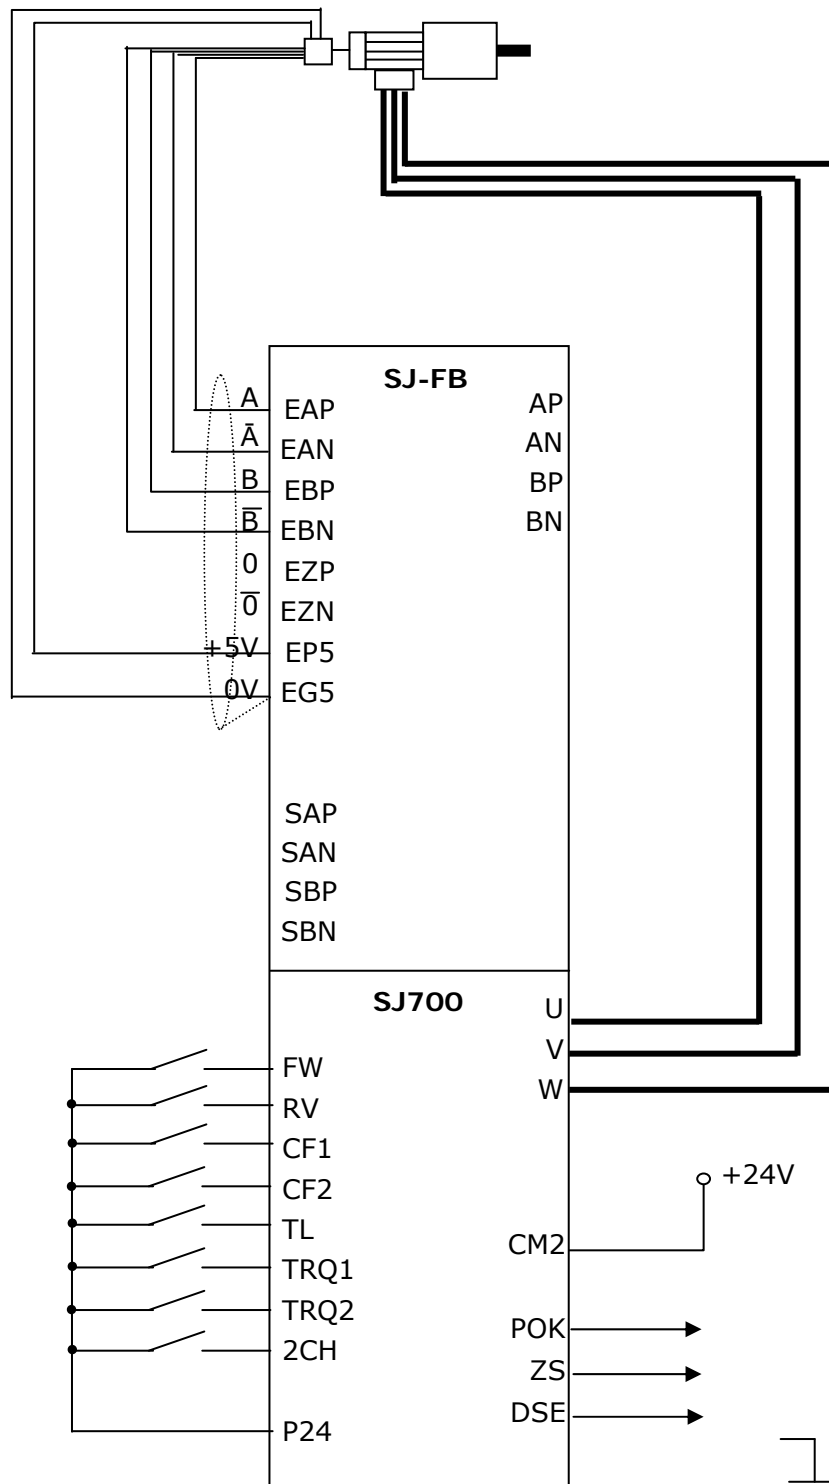 SJ-FB
A EAP AP
Ā EAN AN
B EBP BP
B̅ EBN BN
0 EZP
0̅ EZN
+5V EP5
0V EG5
SAP
SAN
SBP
SBN
SJ700
U
V
FW
W
RV
CF1
+24V
CF2
TL
CM2
TRQ1
TRQ2
POK
2CH
ZS
DSE
P24